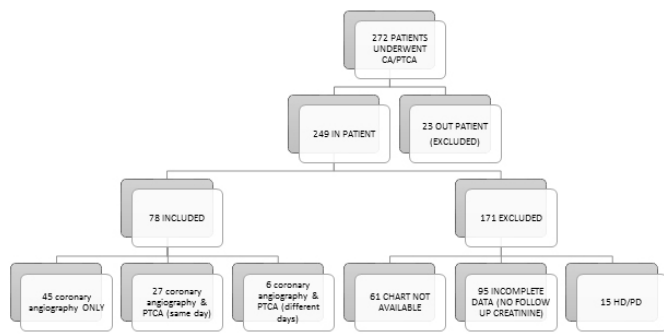 272 PATIENTS
UNDERWENT
CA/PTCA
249 IN PATIENT
23 OUT PATIENT
(EXCLUDED)
78 INCLUDED
171 EXCLUDED
45 coronary
angiography ONLY
27 coronary
angiography &
PTCA (same day)
6 coronary
angiography &
PTCA (different
days)
61 CHART NOT
AVAILABLE
95 INCOMPLETE
DATA (NO FOLLOW
UP CREATININE)
15 HD/PD